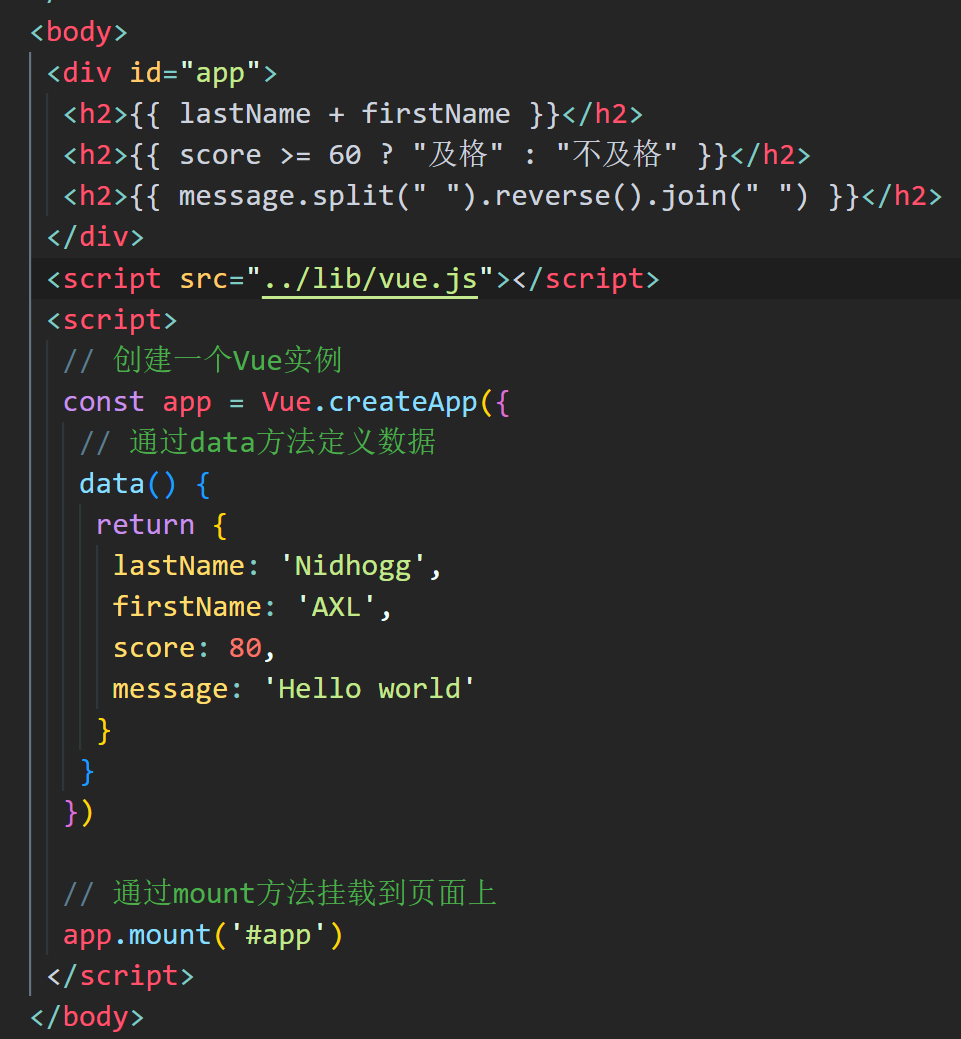 <body>
<div id="app">
<h2>{{ lastName + firstName }}</h2>
<h2>{{ score >= 60 ? "及格" : "不及格" }}</h2>
<h2>{{ message.split(" ").reverse().join(" ") }}</h2>
</div>
<script src="../lib/vue.js"></script>
<script>
// 创建一个Vue实例
const app = Vue.createApp({
// 通过data方法定义数据
data() {
return {
lastName: 'Nidhogg',
firstName: 'AXL',
score: 80,
message: 'Hello world'
}
}
})
// 通过mount方法挂载到页面上
app.mount('#app')
</script>
</body>